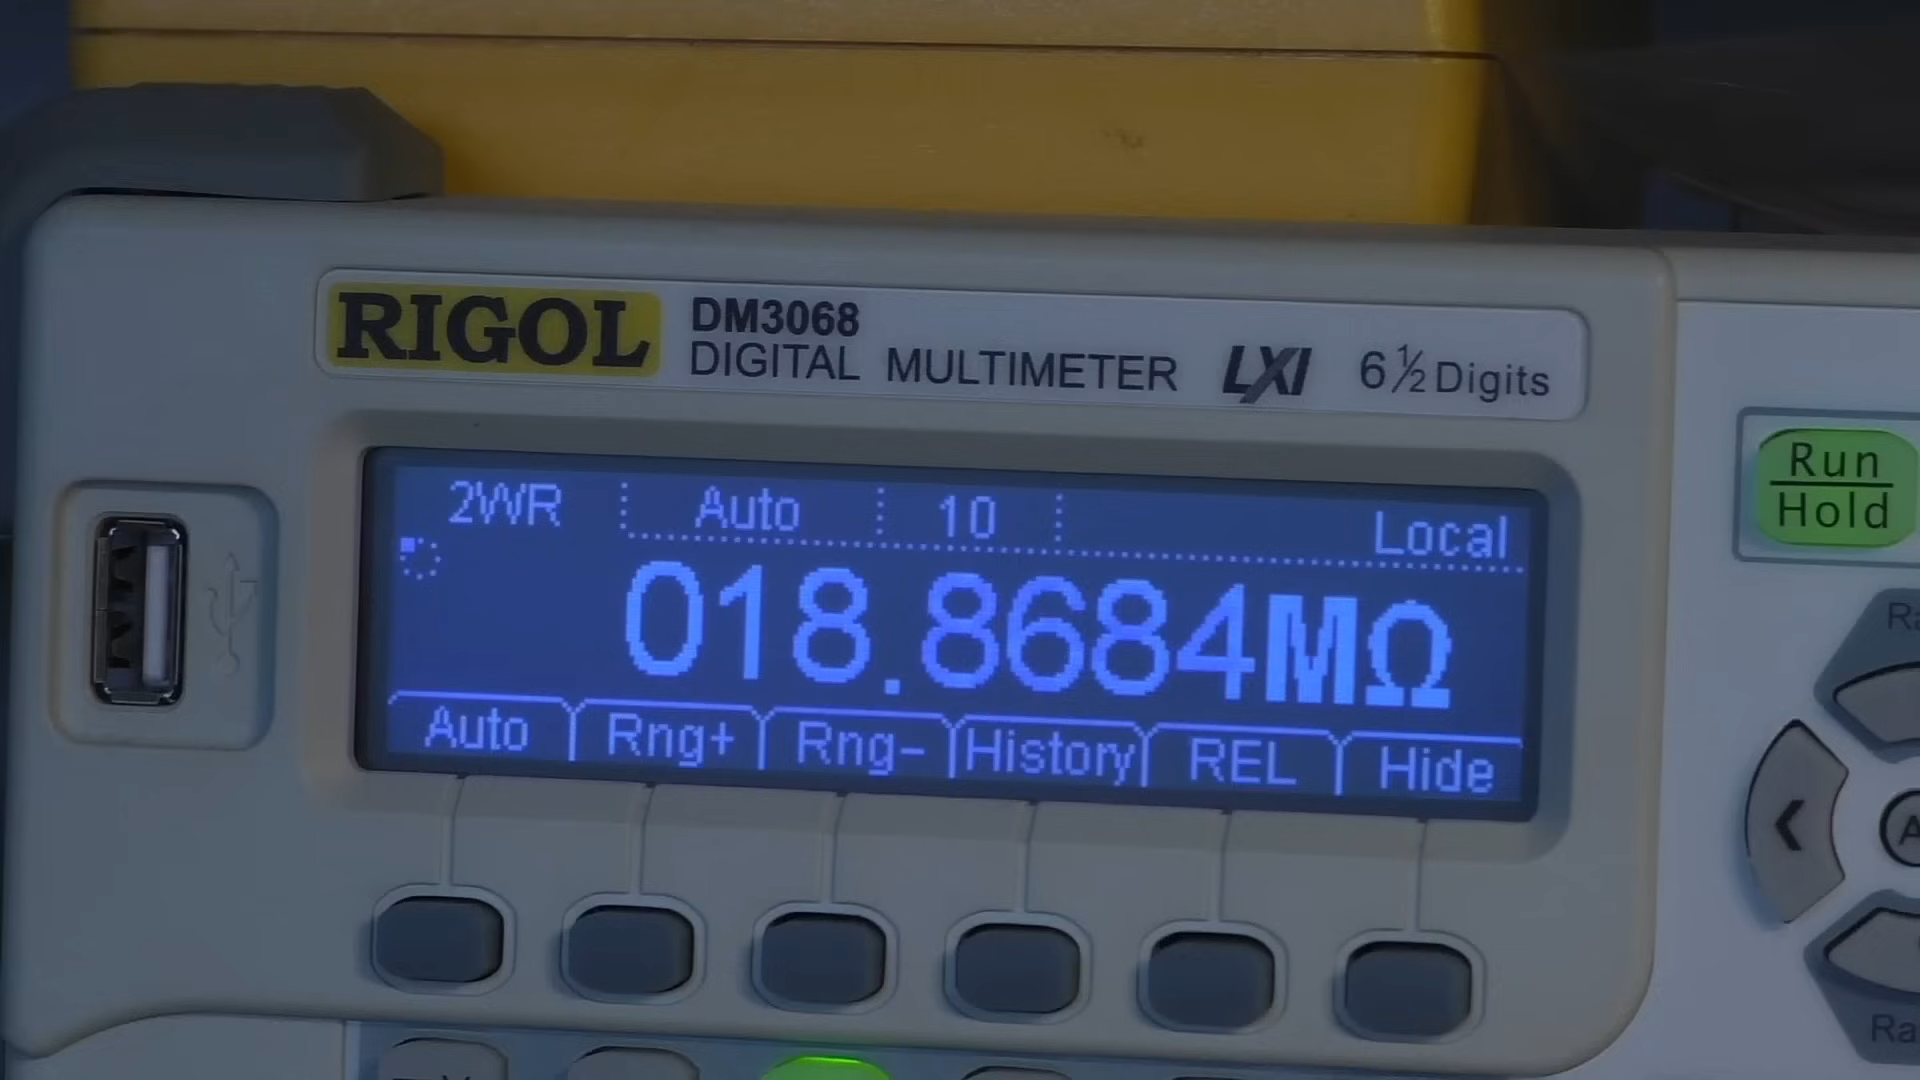 RIGOL DM3068
DIGITAL MULTIMETER LXI 6½ Digits
Run
Hold
2WR Auto 10 Local
018.8684MΩ
Auto Rng+ Rng- History REL Hide